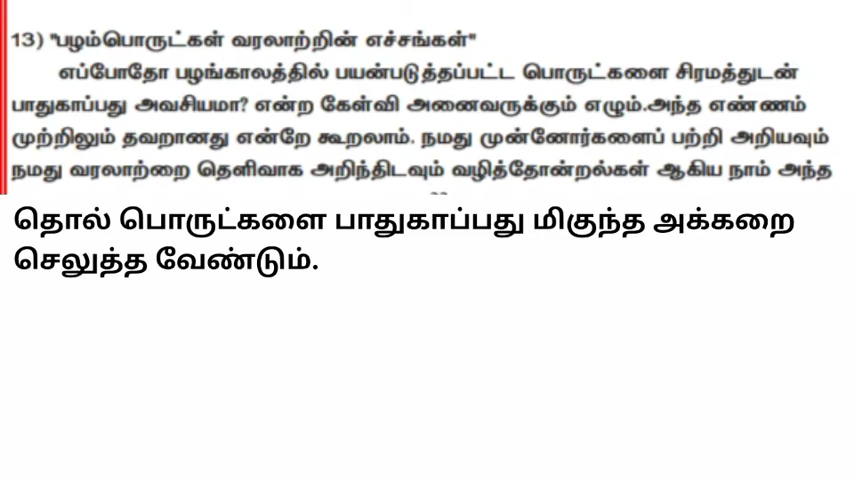 13) "பழம்பொருட்கள் வரலாற்றின் எச்சங்கள்"
எப்போதோ பழங்காலத்தில் பயன்படுத்தப்பட்ட பொருட்களை சிரமத்துடன்
பாதுகாப்பது அவசியமா? என்ற கேள்வி அனைவருக்கும் எழும்.அந்த எண்ணம்
முற்றிலும் தவறானது என்றே கூறலாம். நமது முன்னோர்களைப் பற்றி அறியவும்
நமது வரலாற்றை தெளிவாக அறிந்திடவும் வழித்தோன்றல்கள் ஆகிய நாம் அந்த
தொல் பொருட்களை பாதுகாப்பது மிகுந்த அக்கறை
செலுத்த வேண்டும்.